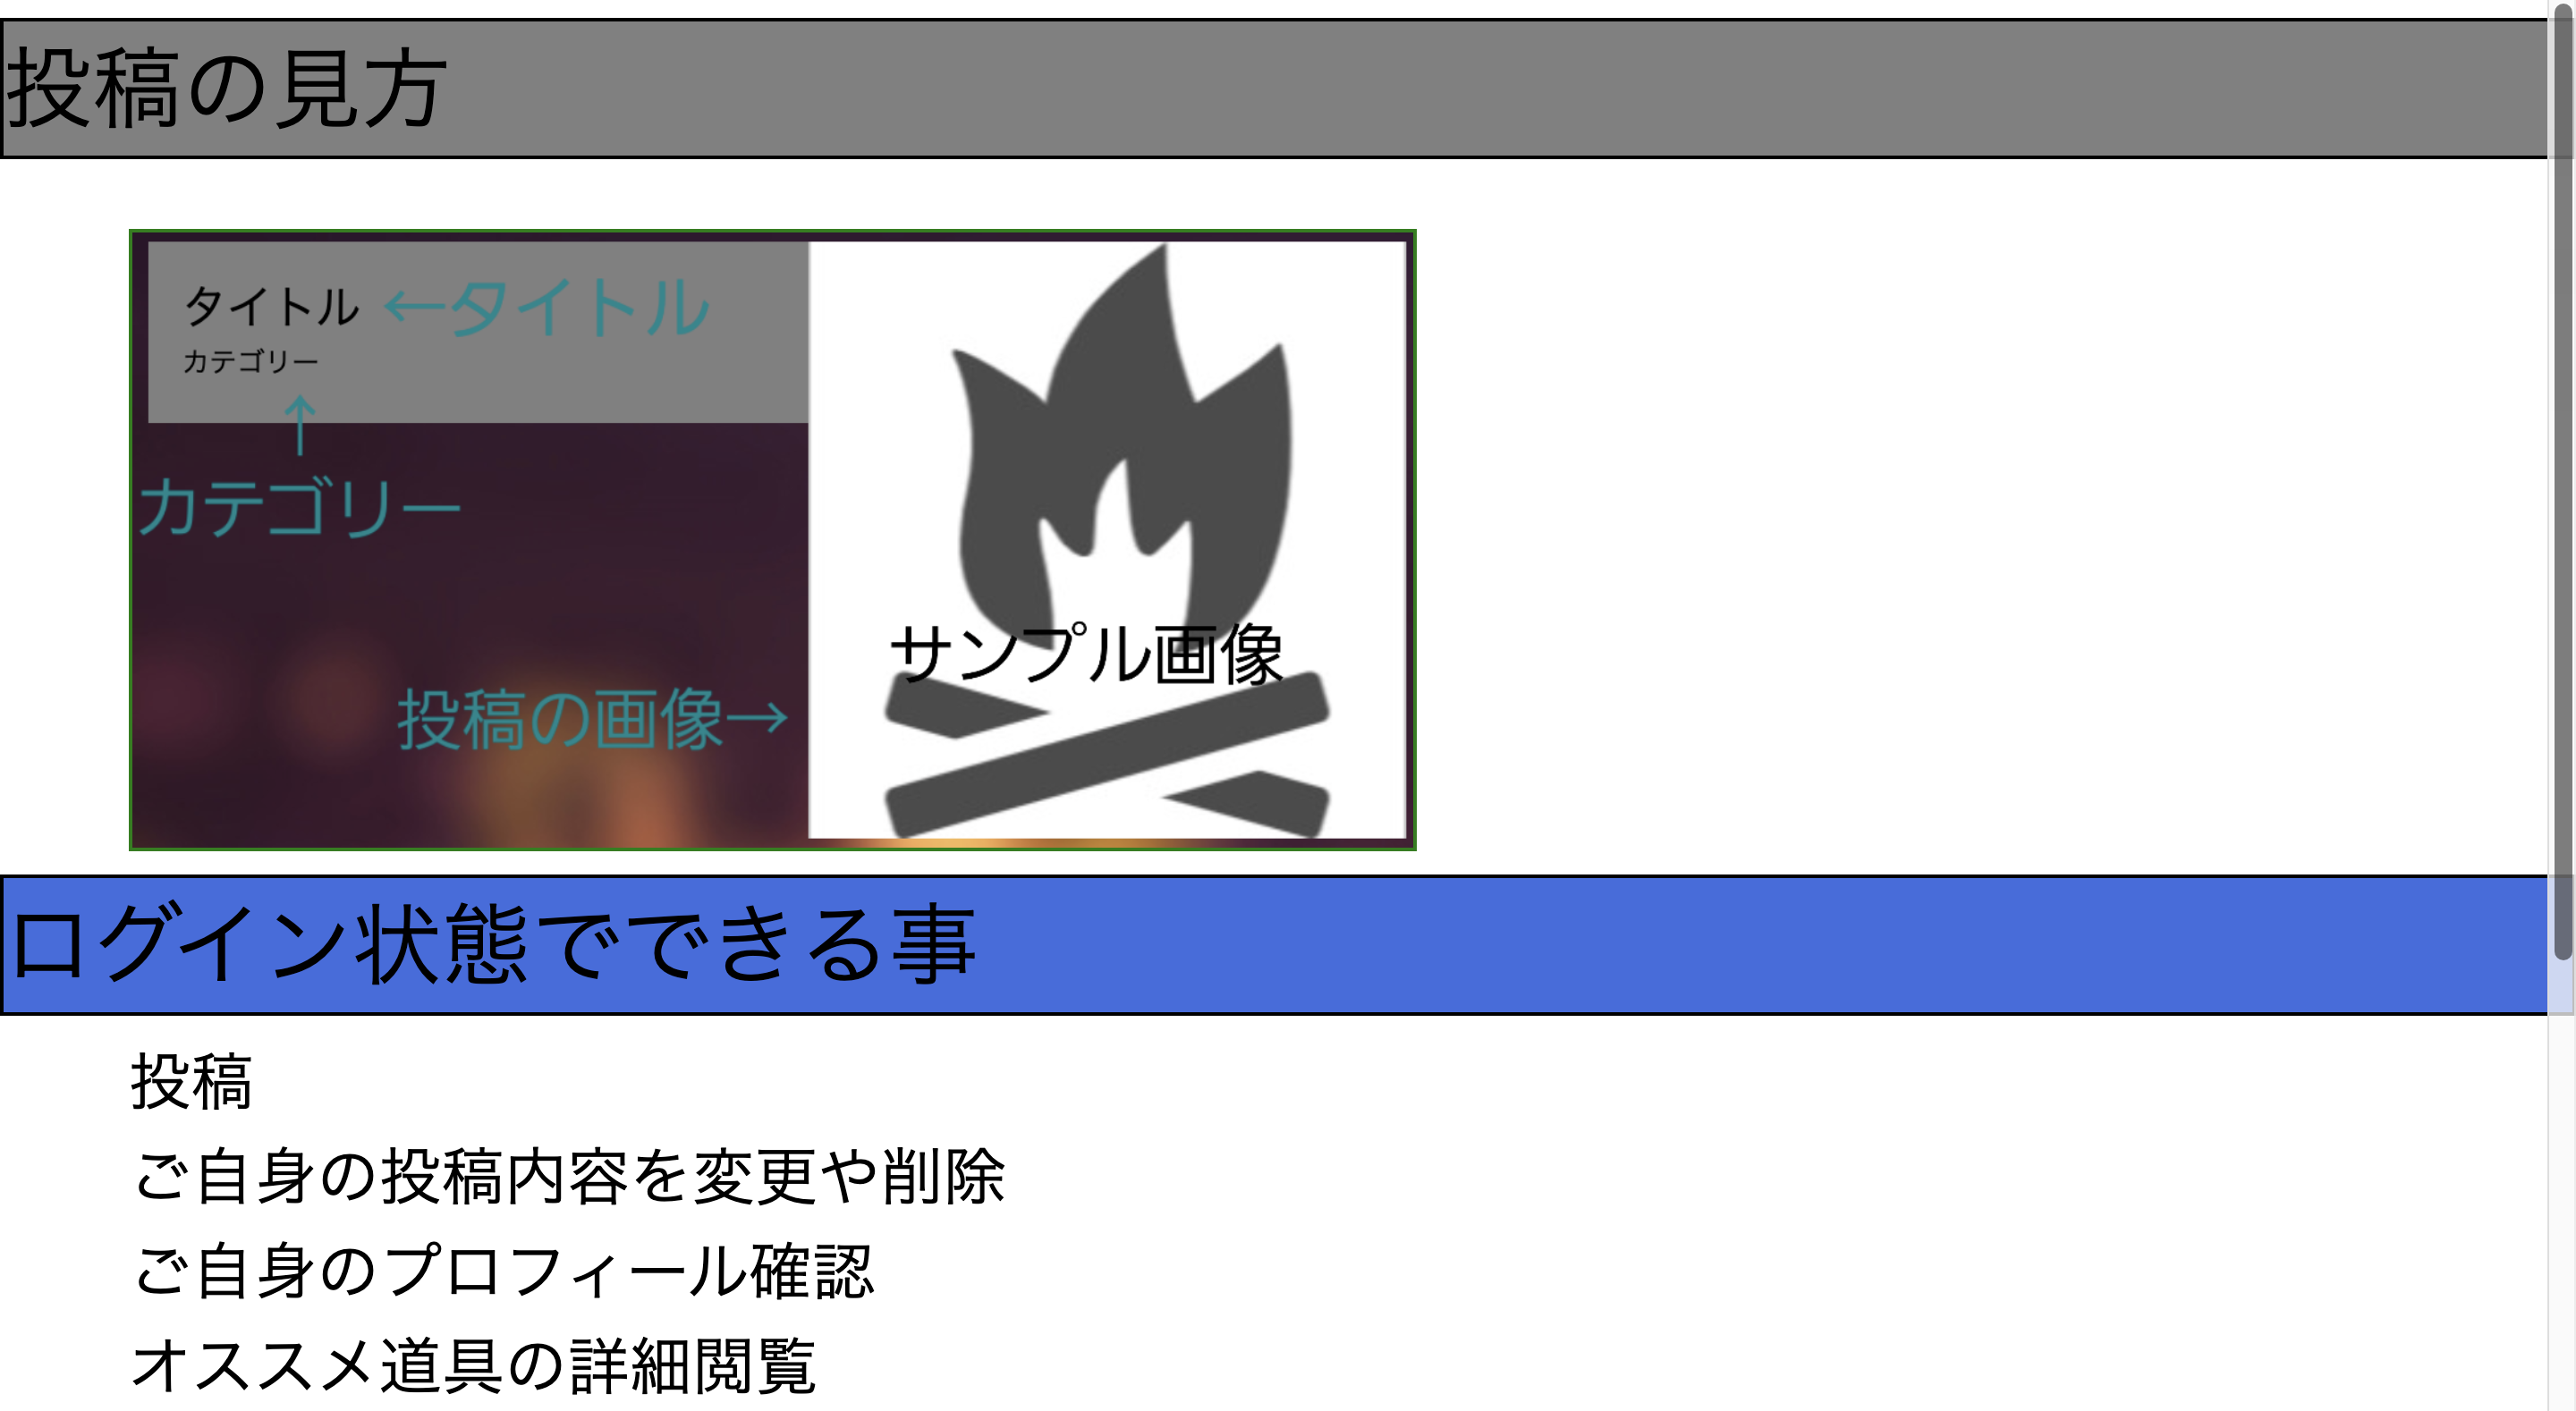 投稿の見方
タイトル ←タイトル
カテゴリー
↑
カテゴリー
サンプル画像
投稿の画像→
ログイン状態でできる事
投稿
ご自身の投稿内容を変更や削除
ご自身のプロフィール確認
オススメ道具の詳細閲覧